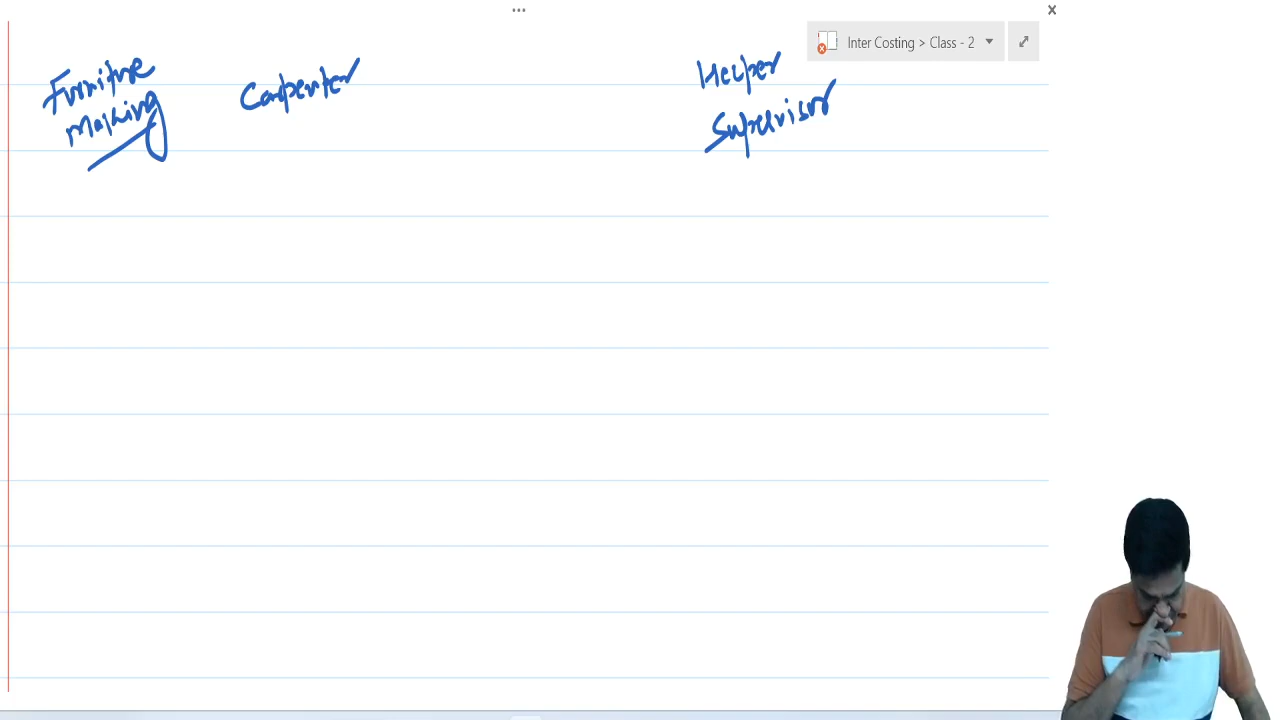 Inter Costing > Class - 2
Furniture
Making
Carpenter
Helper
Supervisor